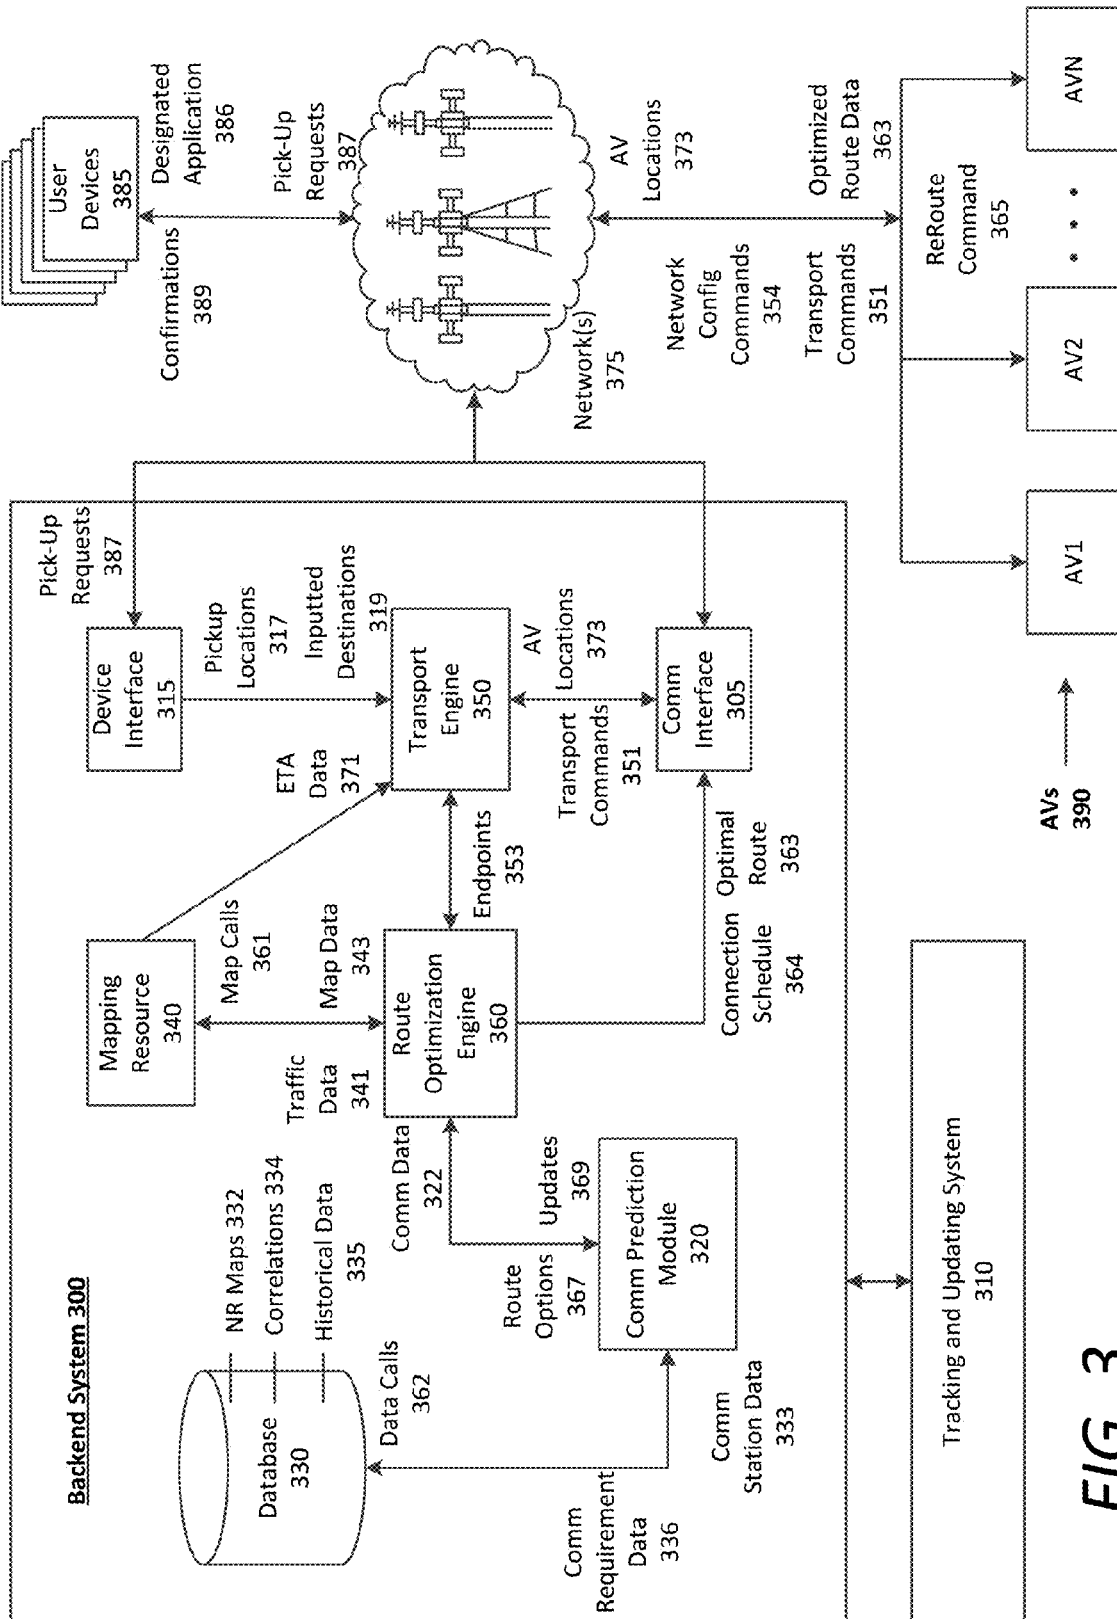 Backend System 300
Database
330
NR Maps 332
Correlations 334
Historical Data
335
Data Calls
362
Comm
Requirement
Data
336
Comm
Station Data
333
Comm Prediction
Module
320
Route
Options
367
Updates
369
Comm Data
322
Mapping
Resource
340
Traffic
Data
341
Map Calls
361
Map Data
343
Route
Optimization
Engine
360
Connection
Schedule
364
Optimal
Route
363
Endpoints
353
ETA
Data
371
Device
Interface
315
Pick-Up
Requests
387
Pickup
Locations
317
Inputted
Destinations
319
Transport
Engine
350
Transport
Commands
351
AV
Locations
373
Comm
Interface
305
User
Devices
385
Confirmations
389
Designated
Application
386
Pick-Up
Requests
387
Network(s)
375
Network
Config
Commands
354
AV
Locations
373
Transport
Commands
351
Optimized
Route Data
363
ReRoute
Command
365
Tracking and Updating System
310
AVs
390
AV1
AV2
• • •
AVN
FIG. 3